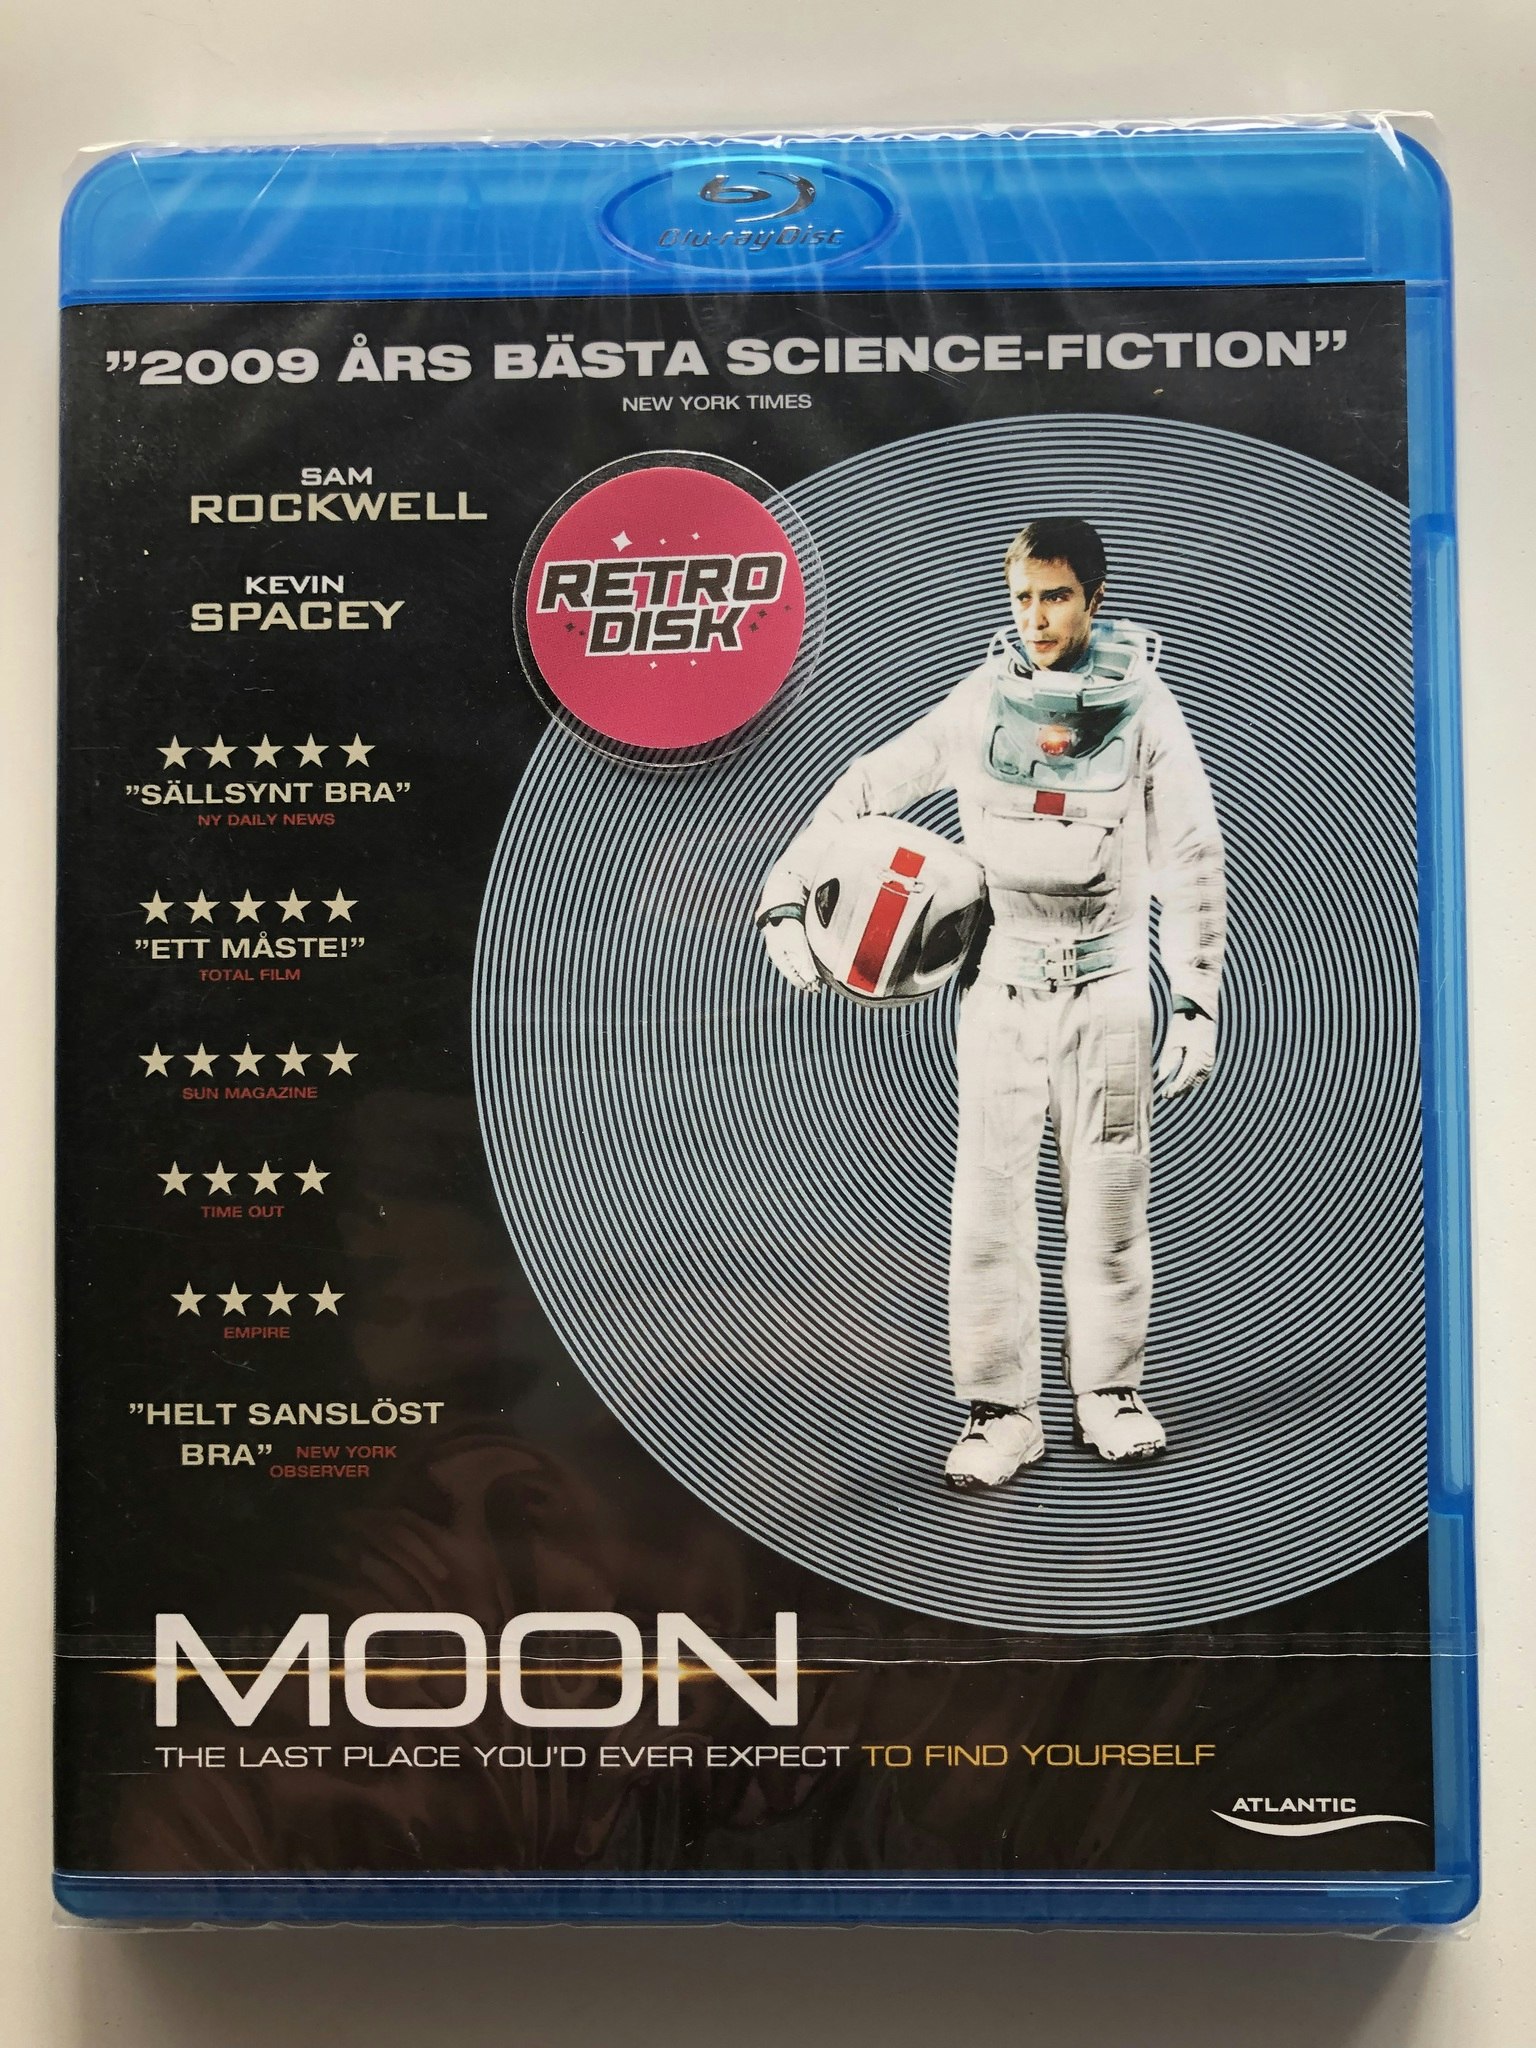 Blu-ray Disc
”2009 ÅRS BÄSTA SCIENCE-FICTION”
NEW YORK TIMES
SAM
ROCKWELL
KEVIN
SPACEY
RETRO
DISK
★★★★★
”SÄLLSYNT BRA”
NY DAILY NEWS
★★★★★
”ETT MÅSTE!”
TOTAL FILM
★★★★★
SUN MAGAZINE
★★★★
TIME OUT
★★★★
EMPIRE
”HELT SANSLÖST
BRA” NEW YORK
OBSERVER
MOON
THE LAST PLACE YOU'D EVER EXPECT TO FIND YOURSELF
ATLANTIC